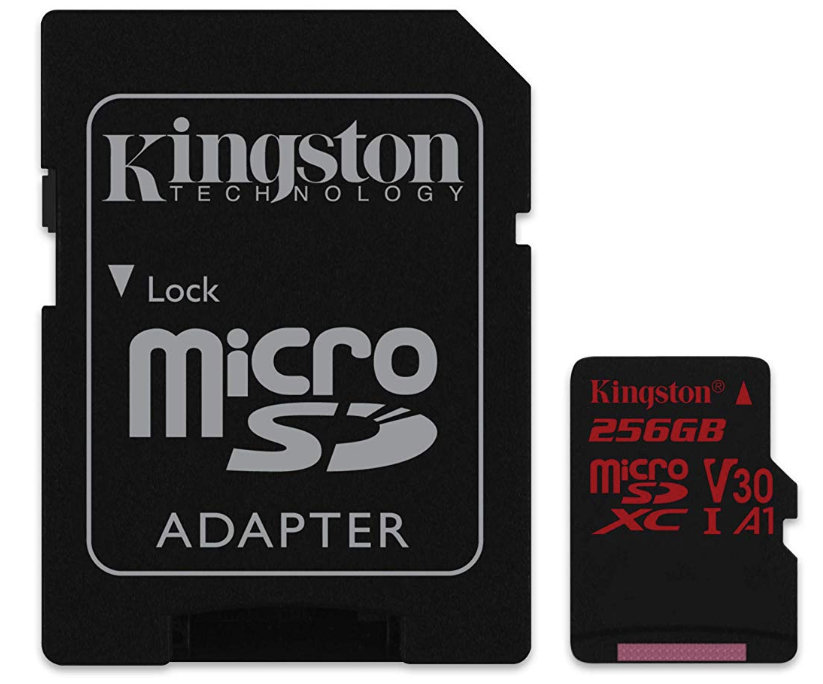 Kingston
TECHNOLOGY
Lock
micro
SD
ADAPTER
Kingston®
256GB
micro
SD
XC I
V30
A1